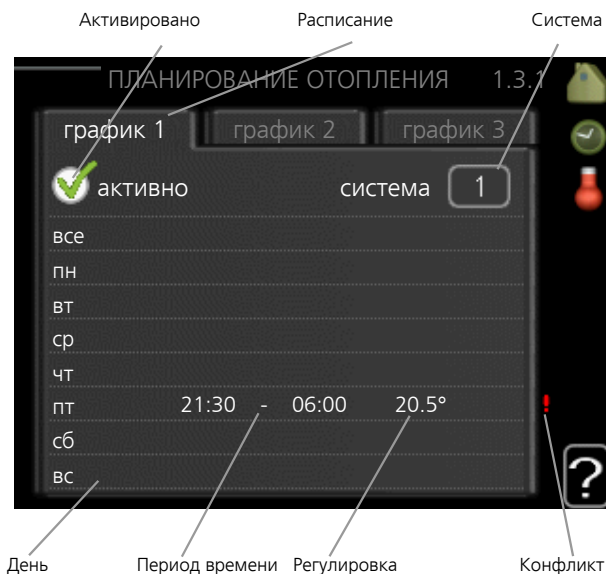 Активировано Расписание Система
ПЛАНИРОВАНИЕ ОТОПЛЕНИЯ 1.3.1
график 1 график 2 график 3
активно система 1
все
пн
вт
ср
чт
пт 21:30 - 06:00 20.5° !
сб
вс
?
День Период времени Регулировка Конфликт